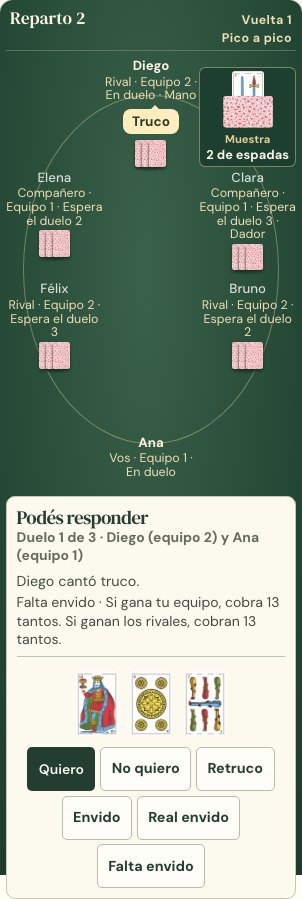 Reparto 2
Vuelta 1
Pico a pico
Diego
Rival · Equipo 2 ·
En duelo · Mano
Truco
Muestra
2 de espadas
Elena
Compañero ·
Equipo 1 · Espera
el duelo 2
Clara
Compañero ·
Equipo 1 · Espera
el duelo 3 ·
Dador
Félix
Rival · Equipo 2 ·
Espera el duelo
3
Bruno
Rival · Equipo 2 ·
Espera el duelo
2
Ana
Vos · Equipo 1 ·
En duelo
Podés responder
Duelo 1 de 3 · Diego (equipo 2) y Ana
(equipo 1)
Diego cantó truco.
Falta envido · Si gana tu equipo, cobra 13
tantos. Si ganan los rivales, cobran 13
tantos.
Quiero
No quiero
Retruco
Envido
Real envido
Falta envido